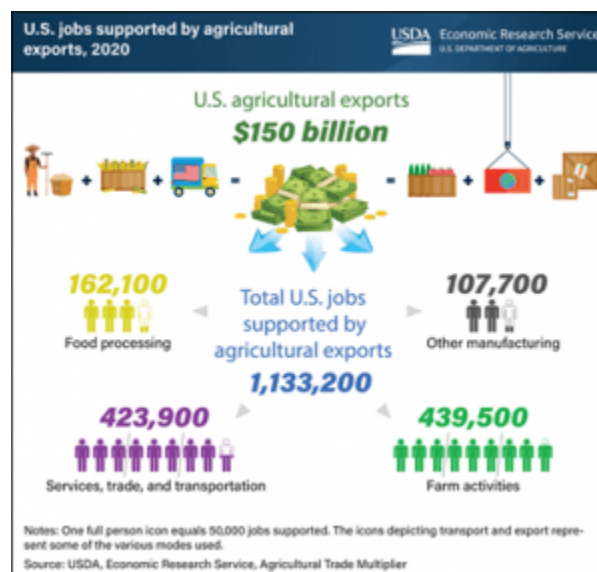 U.S. jobs supported by agricultural
exports, 2020
USDA Economic Research Service
U.S. DEPARTMENT OF AGRICULTURE
U.S. agricultural exports
$150 billion
+ + = = + +
162,100
Food processing
107,700
Other manufacturing
Total U.S. jobs
supported by
agricultural exports
1,133,200
423,900
Services, trade, and transportation
439,500
Farm activities
Notes: One full person icon equals 50,000 jobs supported. The icons depicting transport and export repre-
sent some of the various modes used.
Source: USDA, Economic Research Service, Agricultural Trade Multiplier